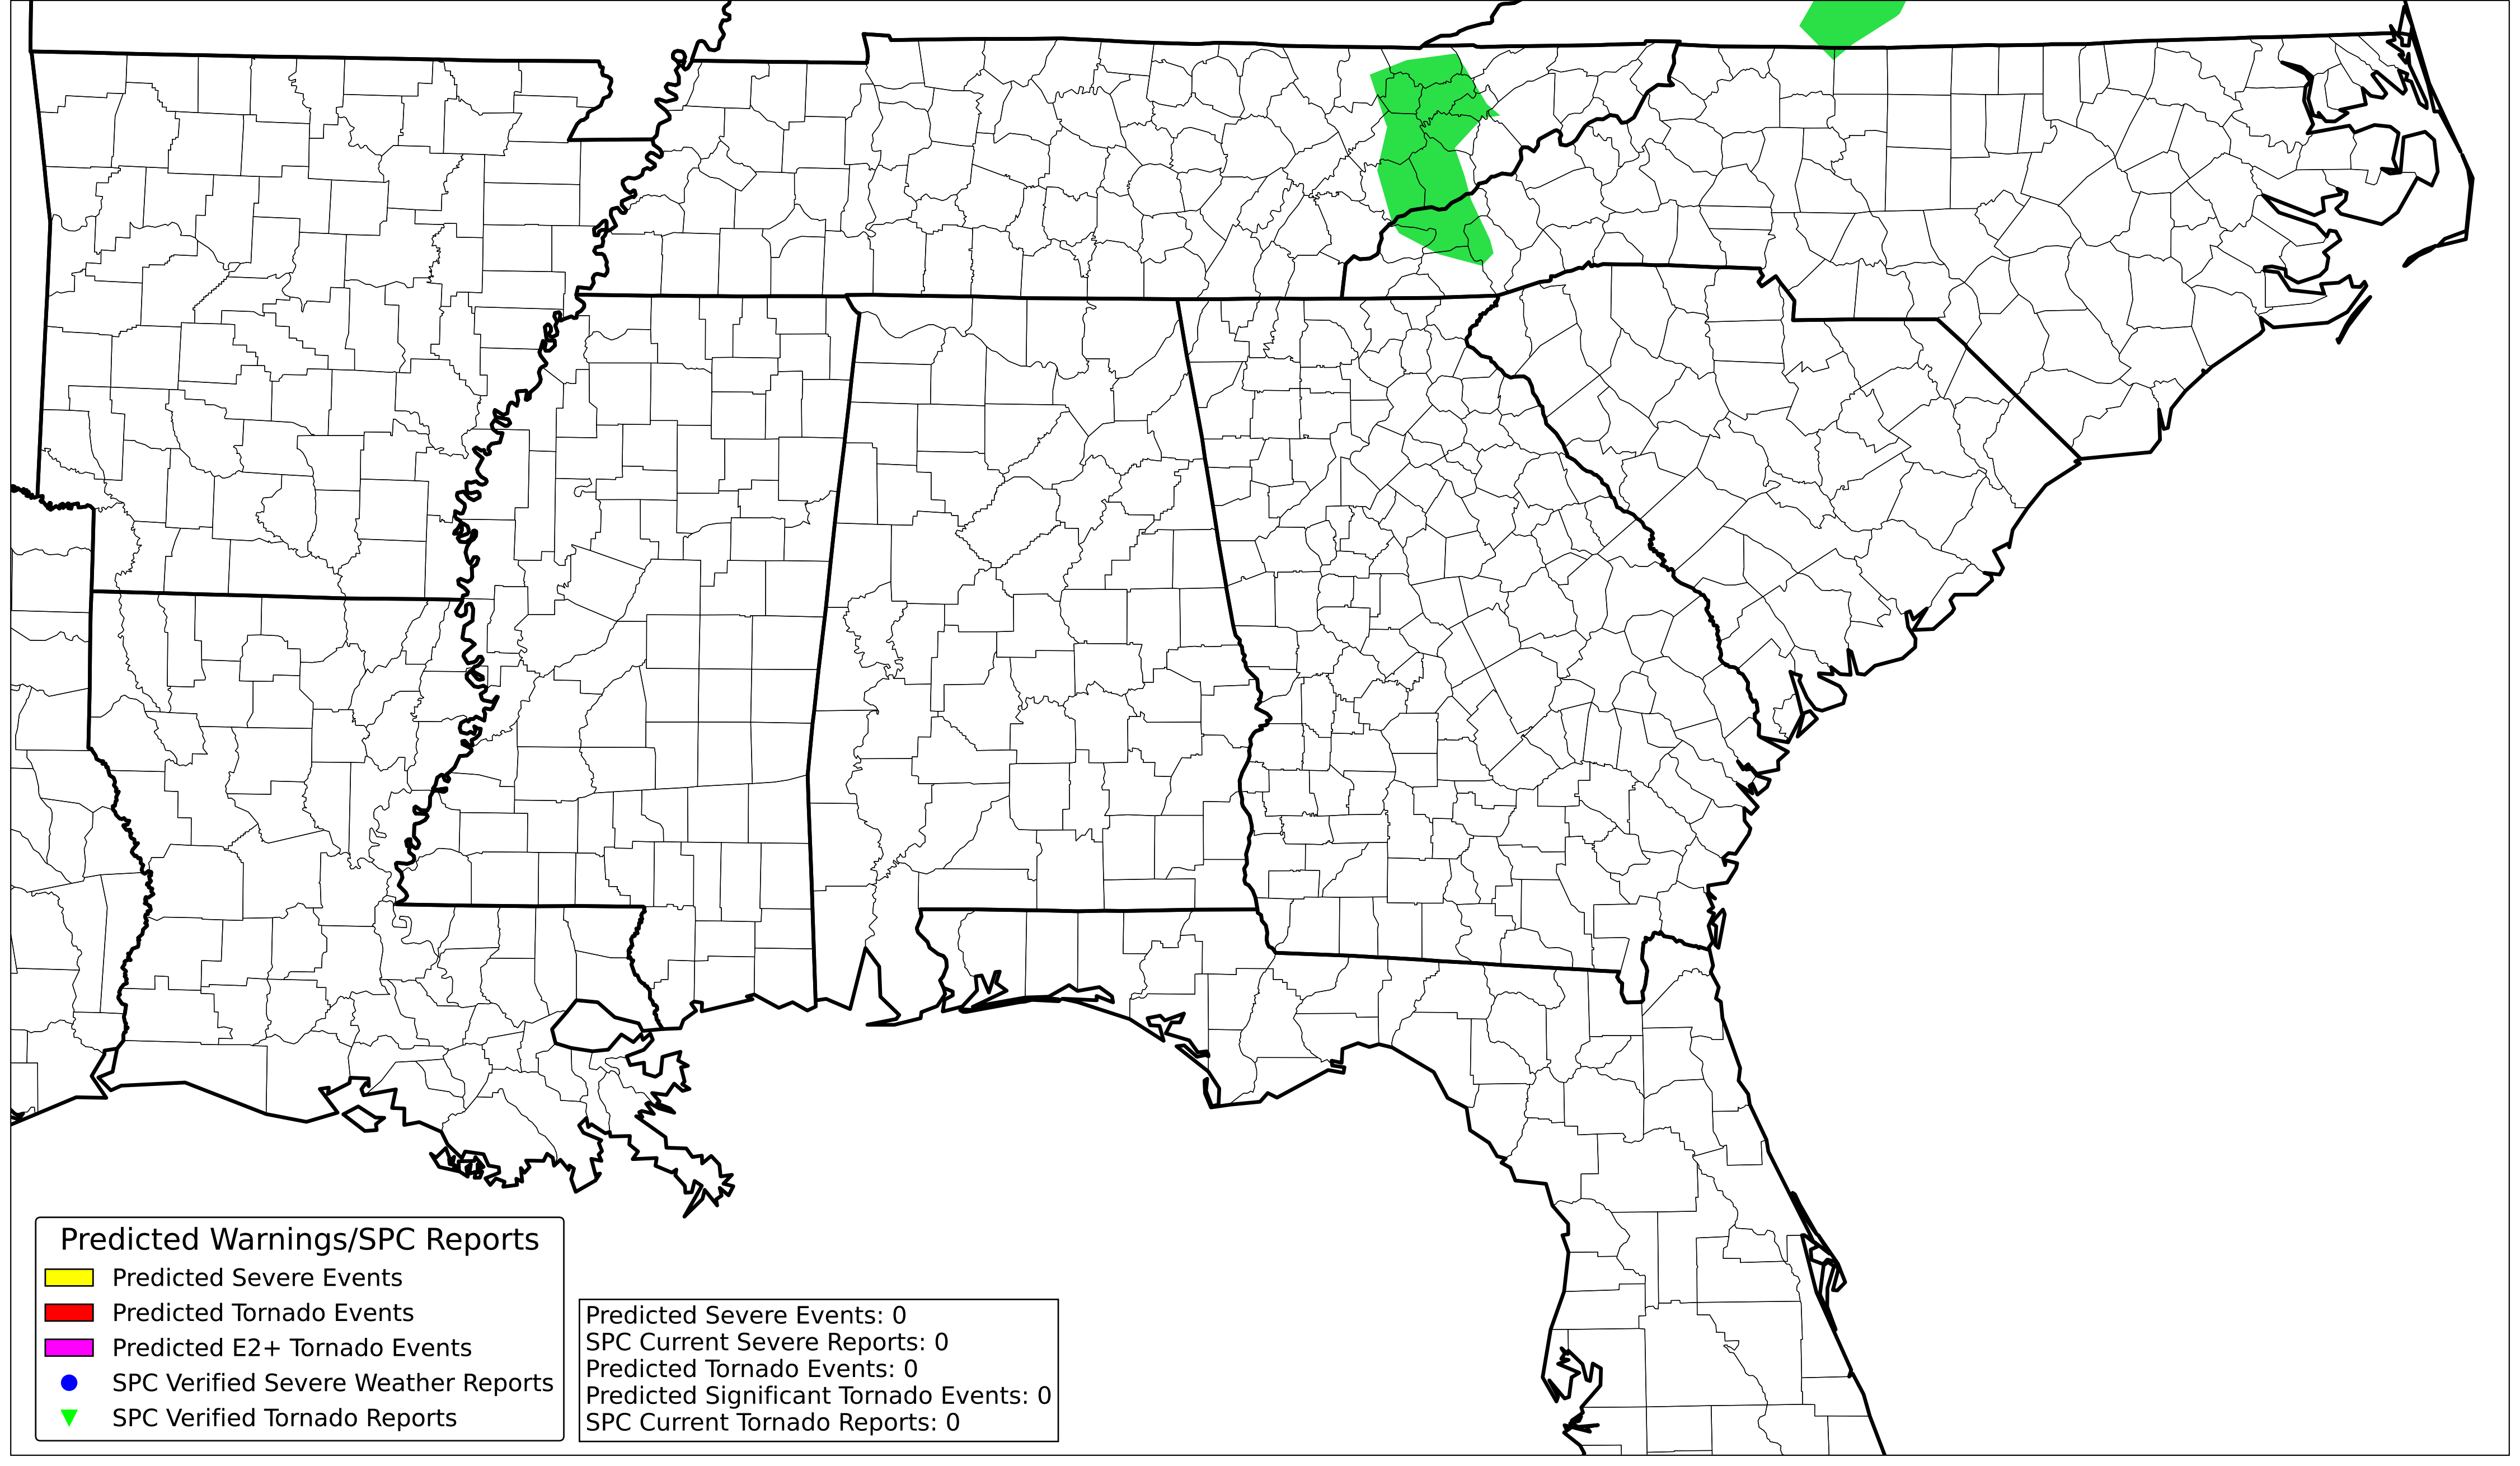 Predicted Warnings/SPC Reports
Predicted Severe Events
Predicted Tornado Events
Predicted E2+ Tornado Events
SPC Verified Severe Weather Reports
SPC Verified Tornado Reports
Predicted Severe Events: 0
SPC Current Severe Reports: 0
Predicted Tornado Events: 0
Predicted Significant Tornado Events: 0
SPC Current Tornado Reports: 0